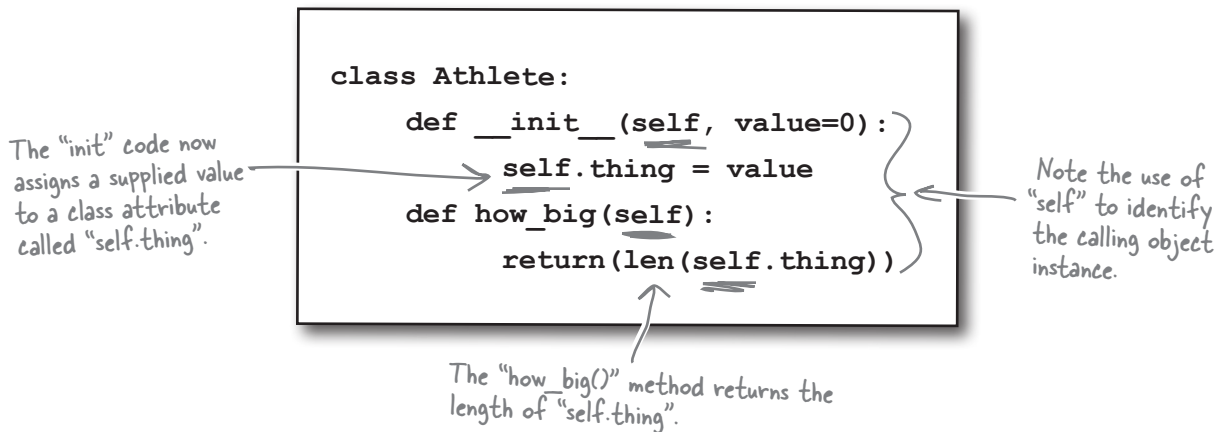 class Athlete:
def __init__(self, value=0):
self.thing = value
def how_big(self):
return(len(self.thing))
The “init” code now
assigns a supplied value
to a class attribute
called “self.thing”.
Note the use of
“self” to identify
the calling object
instance.
The “how_big()” method returns the
length of “self.thing”.